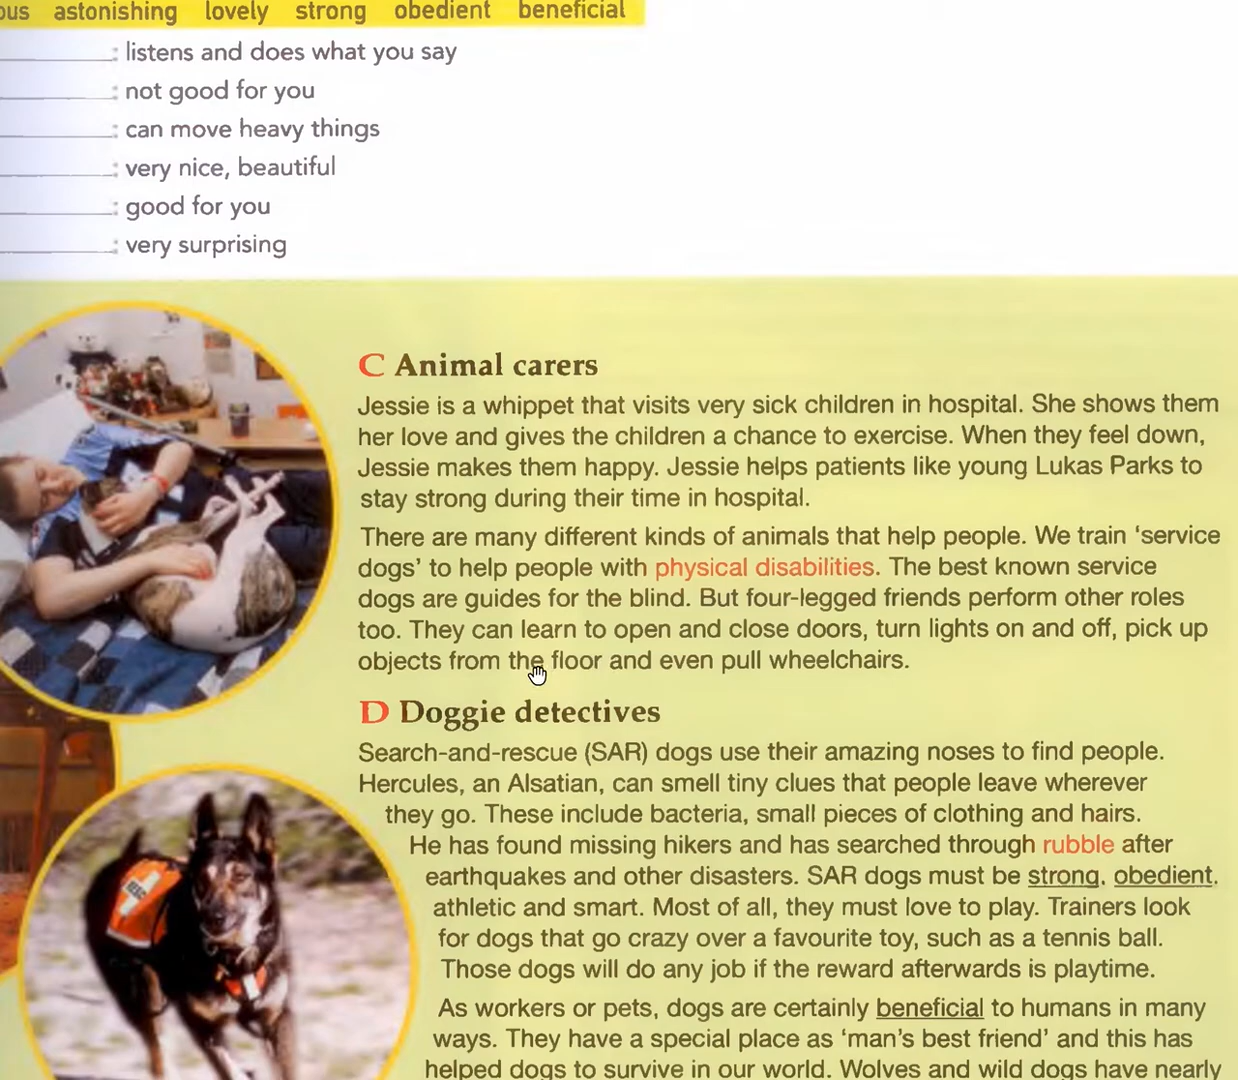 ous astonishing lovely strong obedient beneficial
: listens and does what you say
: not good for you
: can move heavy things
: very nice, beautiful
: good for you
: very surprising
C Animal carers
Jessie is a whippet that visits very sick children in hospital. She shows them
her love and gives the children a chance to exercise. When they feel down,
Jessie makes them happy. Jessie helps patients like young Lukas Parks to
stay strong during their time in hospital.
There are many different kinds of animals that help people. We train ‘service
dogs’ to help people with physical disabilities. The best known service
dogs are guides for the blind. But four-legged friends perform other roles
too. They can learn to open and close doors, turn lights on and off, pick up
objects from the floor and even pull wheelchairs.
D Doggie detectives
Search-and-rescue (SAR) dogs use their amazing noses to find people.
Hercules, an Alsatian, can smell tiny clues that people leave wherever
they go. These include bacteria, small pieces of clothing and hairs.
He has found missing hikers and has searched through rubble after
earthquakes and other disasters. SAR dogs must be strong, obedient,
athletic and smart. Most of all, they must love to play. Trainers look
for dogs that go crazy over a favourite toy, such as a tennis ball.
Those dogs will do any job if the reward afterwards is playtime.
As workers or pets, dogs are certainly beneficial to humans in many
ways. They have a special place as ‘man’s best friend’ and this has
helped dogs to survive in our world. Wolves and wild dogs have nearly